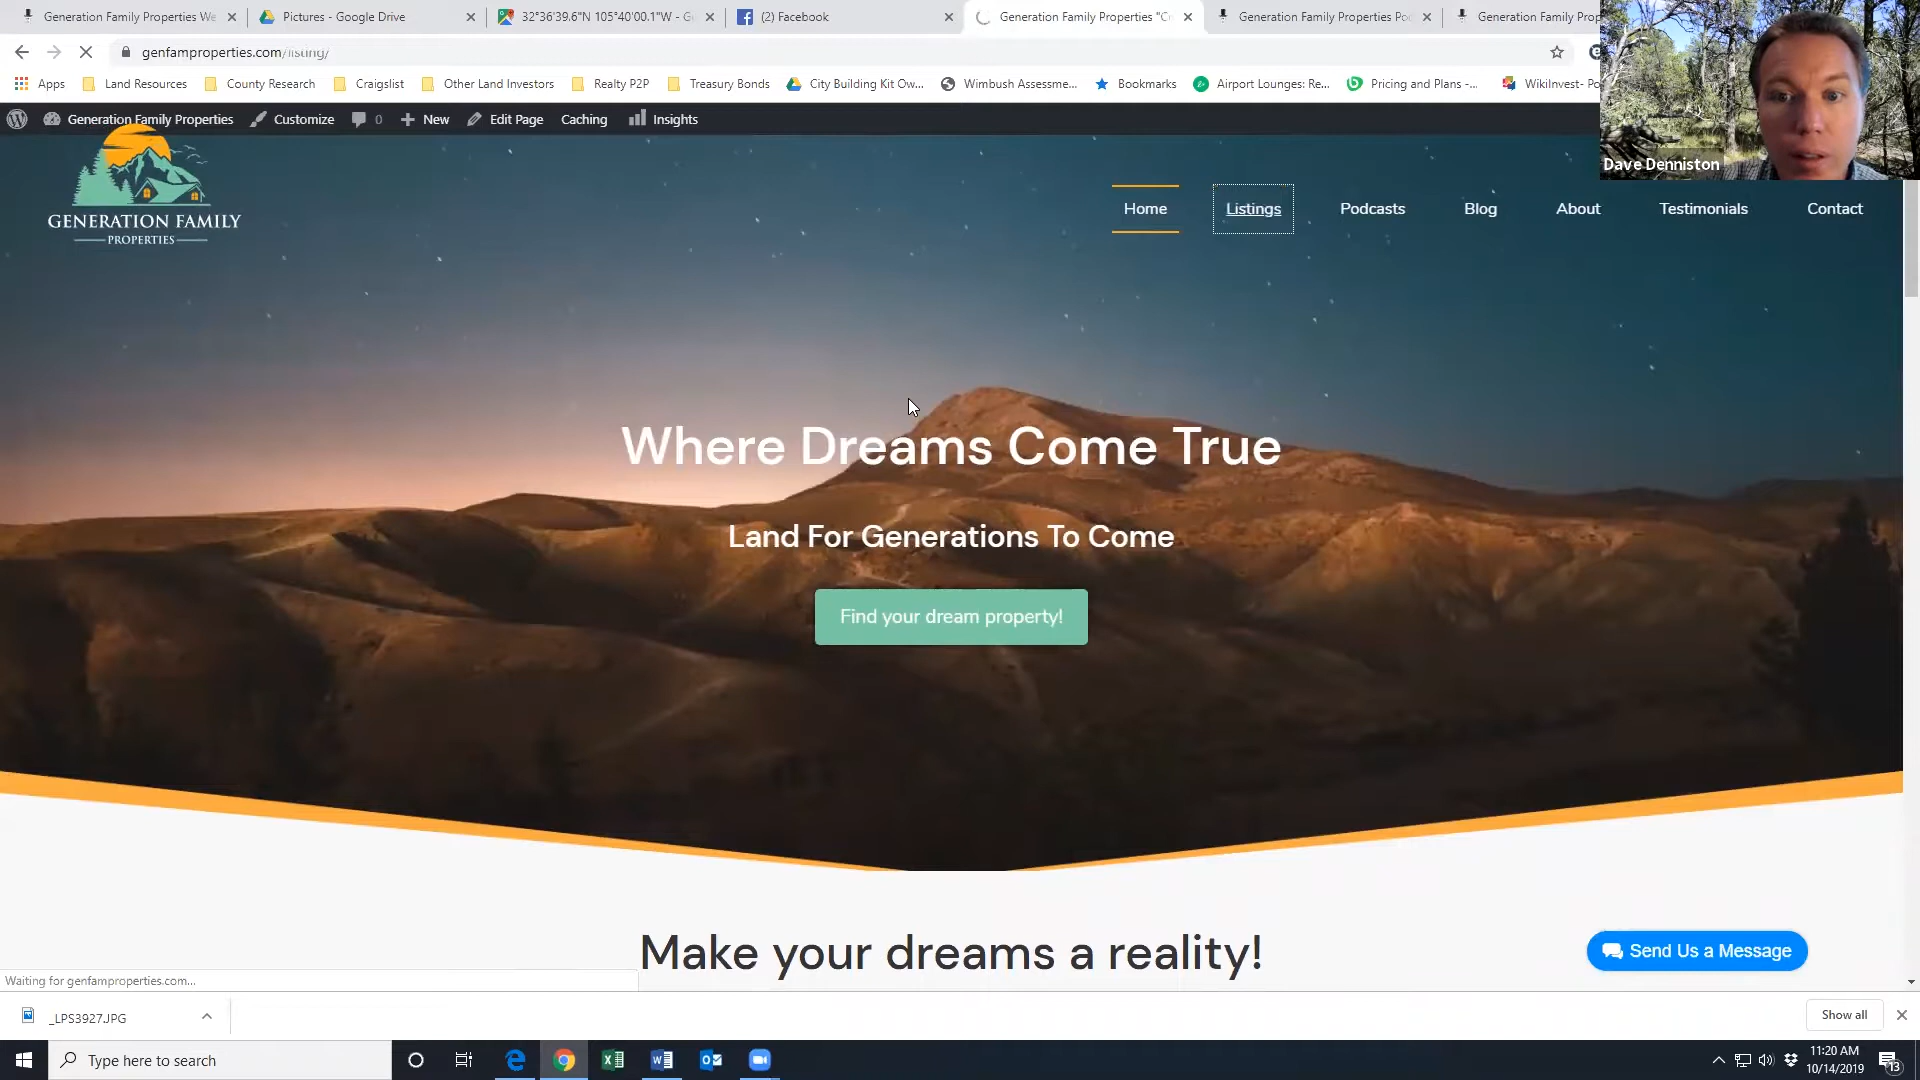 Generation Family Properties We
Pictures - Google Drive
32°36'39.6"N 105°40'00.1"W - G
(2) Facebook
Generation Family Properties "C
Generation Family Properties Po
Generation Family Prop
genfamproperties.com/listing/
Apps
Land Resources
County Research
Craigslist
Other Land Investors
Realty P2P
Treasury Bonds
City Building Kit Ow...
Wimbush Assessme...
Bookmarks
Airport Lounges: Re...
Pricing and Plans -...
WikiInvest- Po
Generation Family Properties
Customize
0
New
Edit Page
Caching
Insights
Dave Denniston
GENERATION FAMILY
PROPERTIES
Home
Listings
Podcasts
Blog
About
Testimonials
Contact
Where Dreams Come True
Land For Generations To Come
Find your dream property!
Make your dreams a reality!
Send Us a Message
Waiting for genfamproperties.com...
_LPS3927.JPG
Show all
Type here to search
11:20 AM
10/14/2019
13